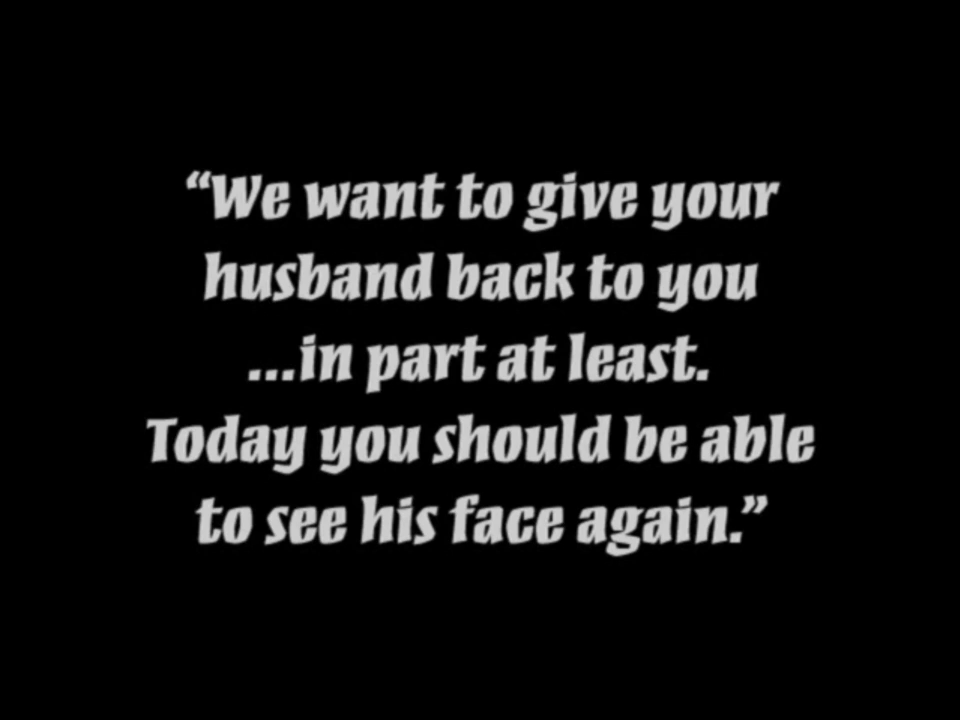 “We want to give your
husband back to you
...in part at least.
Today you should be able
to see his face again.”